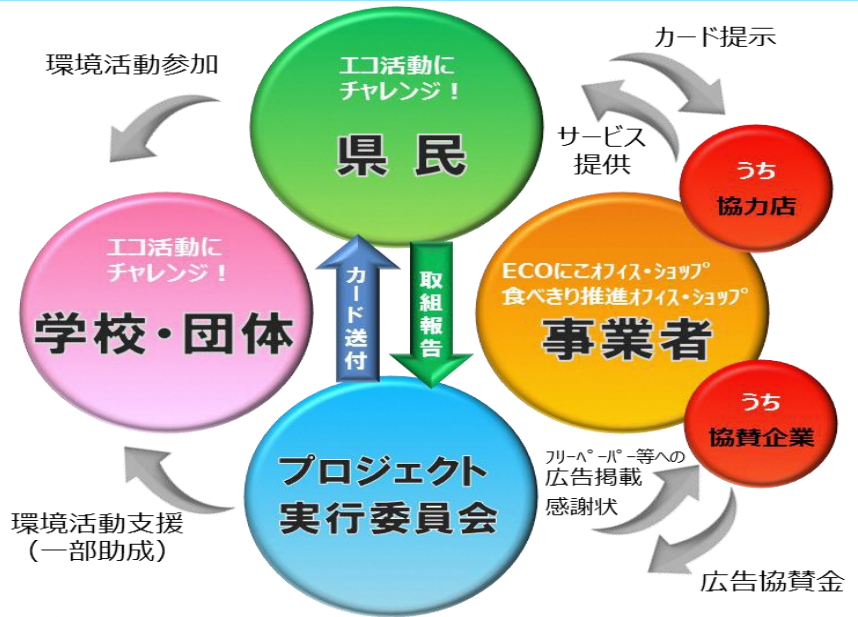 環境活動参加
エコ活動に
チャレンジ！
県民
カード提示
サービス
提供
うち
協力店
エコ活動に
チャレンジ！
学校・団体
カード送付
取組報告
ECOにこｵﾌｨｽ・ｼｮｯﾌﾟ
食べきり推進ｵﾌｨｽ・ｼｮｯﾌﾟ
事業者
うち
協賛企業
プロジェクト
実行委員会
ﾌﾘｰﾍﾟｰﾊﾟｰ等への
広告掲載
感謝状
環境活動支援
（一部助成）
広告協賛金